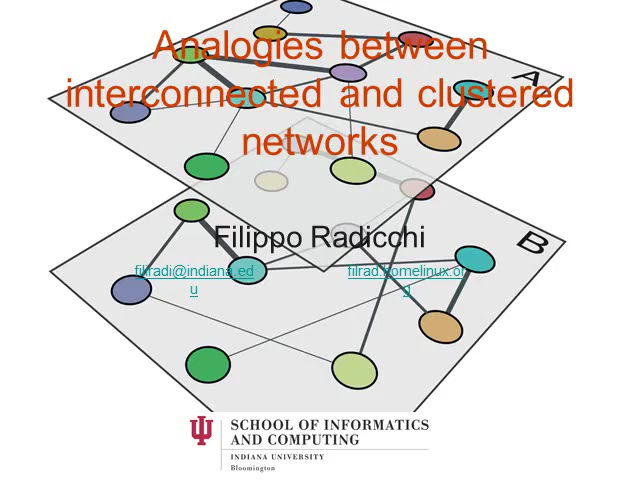 Analogies between
interconnected and clustered
networks
A
Filippo Radicchi
B
filiradi@indiana.ed
u
filrad.homelinux.or
g
SCHOOL OF INFORMATICS
AND COMPUTING
INDIANA UNIVERSITY
Bloomington